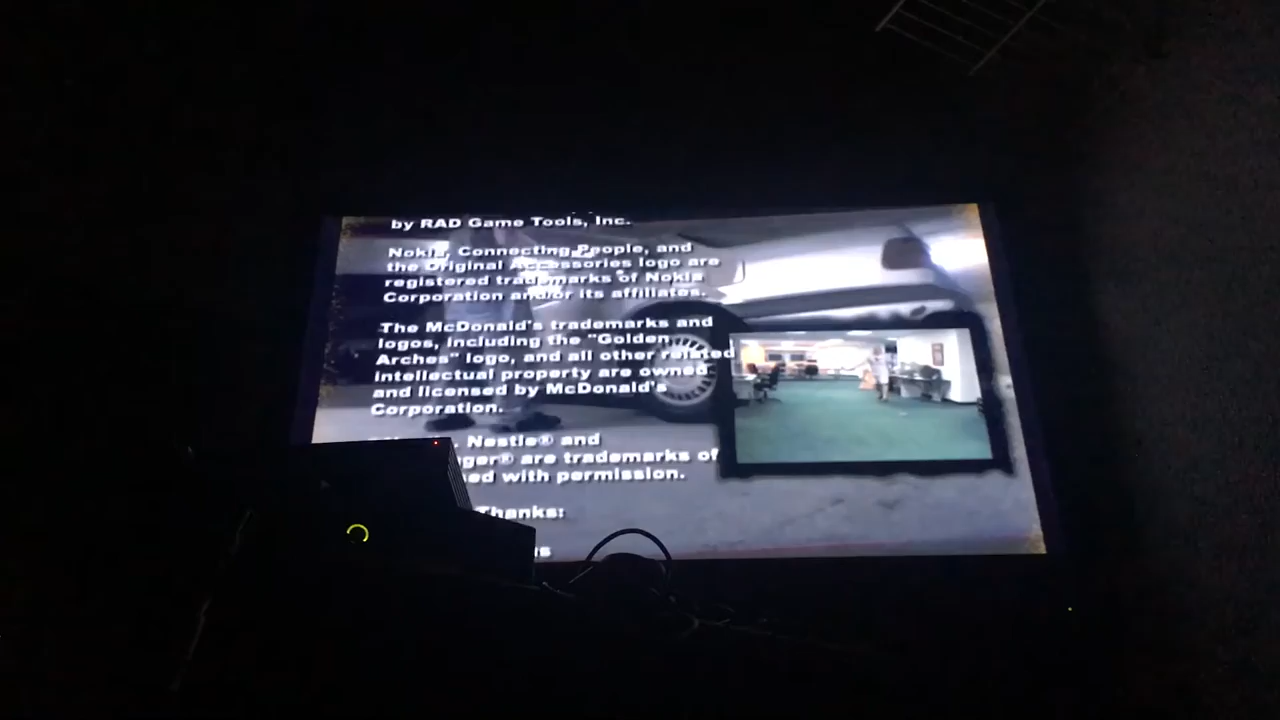 by RAD Game Tools, Inc.
Nokia, Connecting People, and
the Original Accessories logo are
registered trademarks of Nokia
Corporation and/or its affiliates.
The McDonald's trademarks and
logos, including the "Golden
Arches" logo, and all other related
intellectual property are owned
and licensed by McDonald's
Corporation.
Nestle® and
ger® are trademarks of
ed with permission.
Thanks: